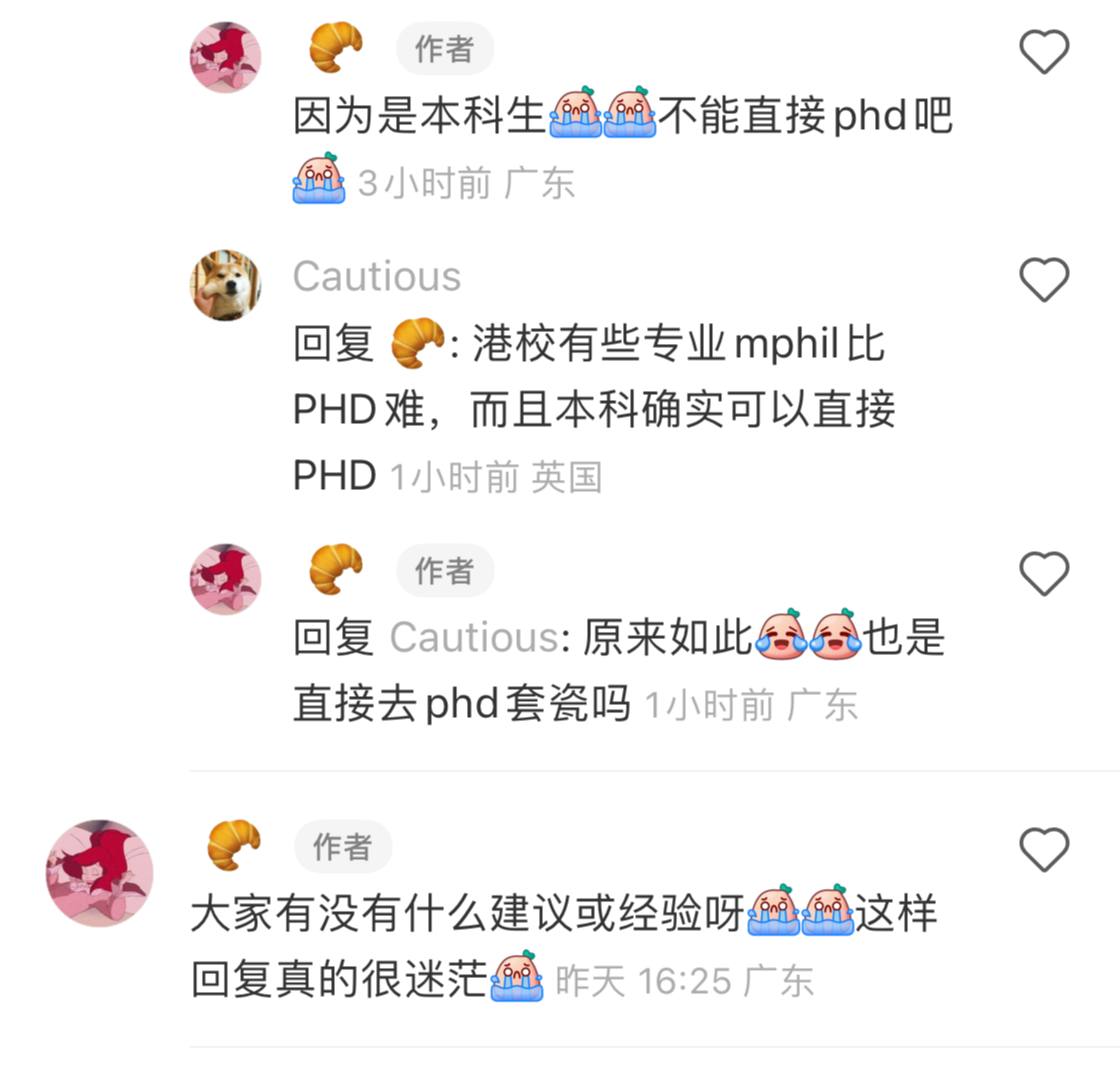 🥐 作者
因为是本科生不能直接phd吧
3小时前 广东
Cautious
回复 🥐: 港校有些专业mphil比
PHD难，而且本科确实可以直接
PHD 1小时前 英国
🥐 作者
回复 Cautious: 原来如此也是
直接去phd套瓷吗 1小时前 广东
🥐 作者
大家有没有什么建议或经验呀这样
回复真的很迷茫 昨天 16:25 广东